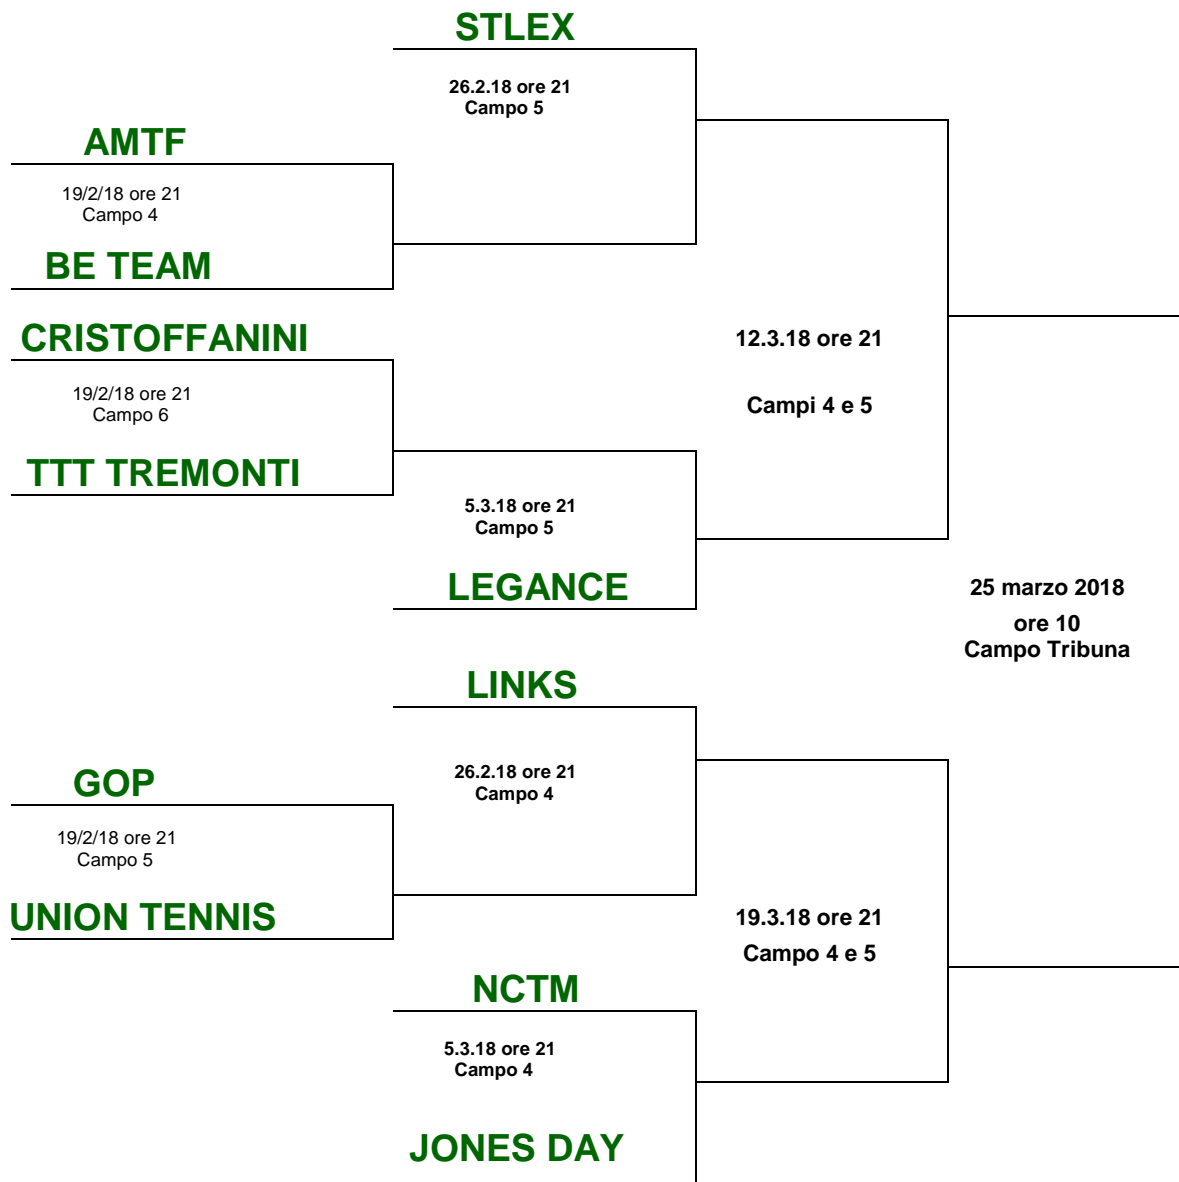 STLEX
26.2.18 ore 21
Campo 5
AMTF
19/2/18 ore 21
Campo 4
BE TEAM
CRISTOFFANINI
19/2/18 ore 21
Campo 6
TTT TREMONTI
12.3.18 ore 21
Campi 4 e 5
5.3.18 ore 21
Campo 5
LEGANCE
25 marzo 2018
ore 10
Campo Tribuna
LINKS
26.2.18 ore 21
Campo 4
GOP
19/2/18 ore 21
Campo 5
UNION TENNIS
19.3.18 ore 21
Campo 4 e 5
NCTM
5.3.18 ore 21
Campo 4
JONES DAY